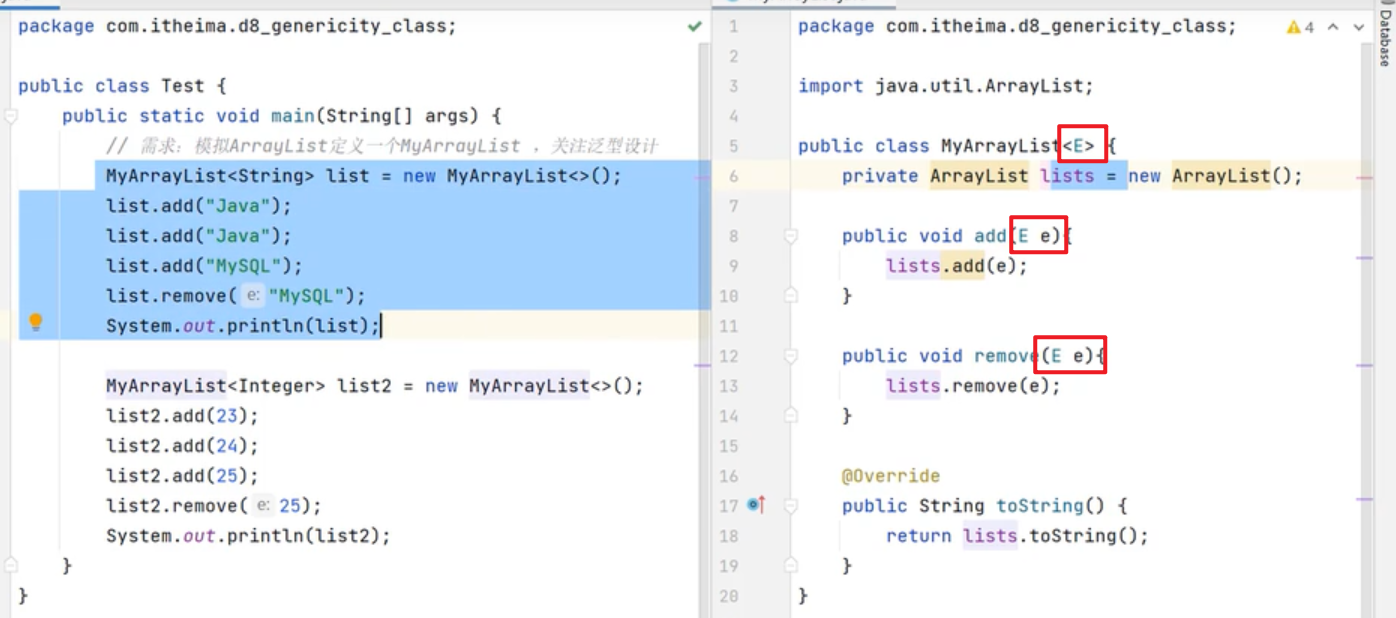 package com.itheima.d8_genericity_class;
public class Test {
public static void main(String[] args) {
// 需求：模拟ArrayList定义一个MyArrayList ，关注泛型设计
MyArrayList<String> list = new MyArrayList<>();
list.add("Java");
list.add("Java");
list.add("MySQL");
list.remove( e: "MySQL");
System.out.println(list);
MyArrayList<Integer> list2 = new MyArrayList<>();
list2.add(23);
list2.add(24);
list2.add(25);
list2.remove( e: 25);
System.out.println(list2);
}
}
1 package com.itheima.d8_genericity_class;
4
2
3 import java.util.ArrayList;
4
5 public class MyArrayList<E> {
6 private ArrayList lists = new ArrayList();
7
8 public void add(E e){
9 lists.add(e);
10 }
11
12 public void remove(E e){
13 lists.remove(e);
14 }
15
16 @Override
17 public String toString() {
18 return lists.toString();
19 }
20 }
Database